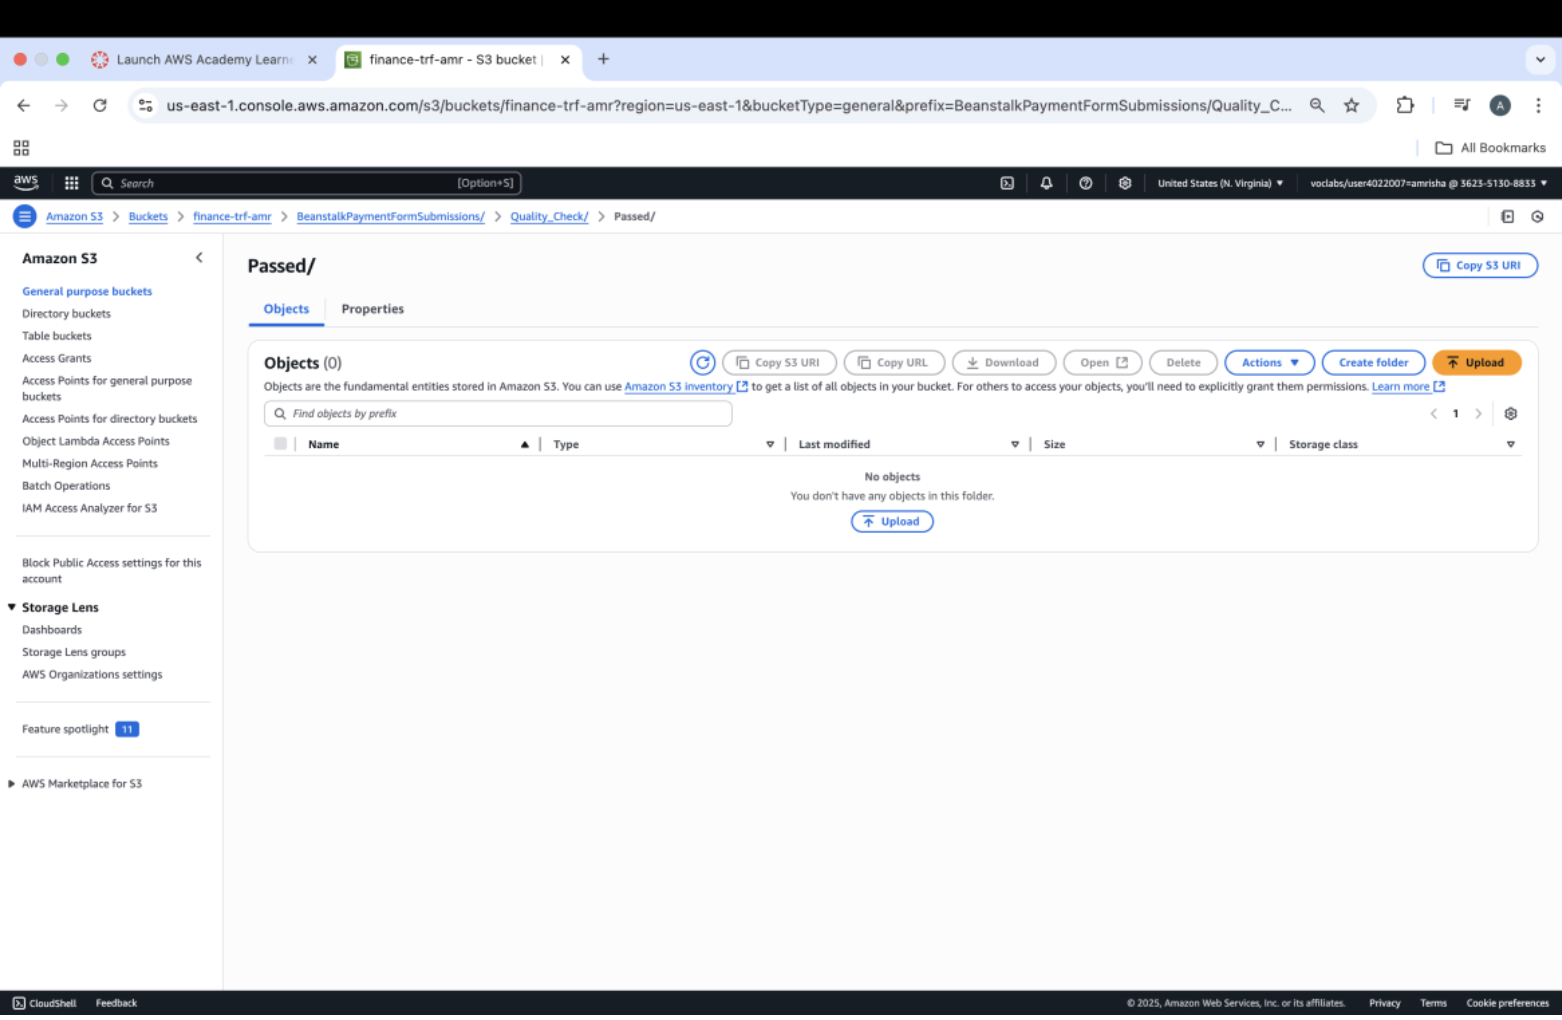 Launch AWS Academy Learn
finance-trf-amr - S3 bucket |
us-east-1.console.aws.amazon.com/s3/buckets/finance-trf-amr?region=us-east-1&bucketType=general&prefix=BeanstalkPaymentFormSubmissions/Quality_C...
A
All Bookmarks
aws
Search
[Option+S]
United States (N. Virginia) ▼
voclabs/user4022007=amrisha @ 3623-5130-8833 ▼
Amazon S3 > Buckets > finance-trf-amr > BeanstalkPaymentFormSubmissions/ > Quality_Check/ > Passed/
Amazon S3
General purpose buckets
Directory buckets
Table buckets
Access Grants
Access Points for general purpose
buckets
Access Points for directory buckets
Object Lambda Access Points
Multi-Region Access Points
Batch Operations
IAM Access Analyzer for S3
Block Public Access settings for this
account
Storage Lens
Dashboards
Storage Lens groups
AWS Organizations settings
Feature spotlight 11
AWS Marketplace for S3
Passed/
Copy S3 URI
Objects
Properties
Objects (0)
Copy S3 URI
Copy URL
Download
Open
Delete
Actions ▼
Create folder
Upload
Objects are the fundamental entities stored in Amazon S3. You can use Amazon S3 inventory to get a list of all objects in your bucket. For others to access your objects, you'll need to explicitly grant them permissions. Learn more
Find objects by prefix
1
Name
Type
Last modified
Size
Storage class
No objects
You don't have any objects in this folder.
Upload
CloudShell
Feedback
© 2025, Amazon Web Services, Inc. or its affiliates.
Privacy
Terms
Cookie preferences